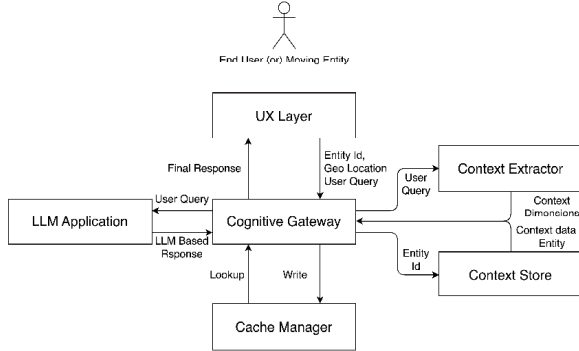 End User (or) Moving Entity
UX Layer
Final Response
Entity Id,
Geo Location
User Query
User
Query
Context Extractor
User Query
LLM Application
Cognitive Gateway
Context
Dimensions
Context data
Entity
LLM Based
Rsponse
Entity
Id
Lookup
Write
Context Store
Cache Manager